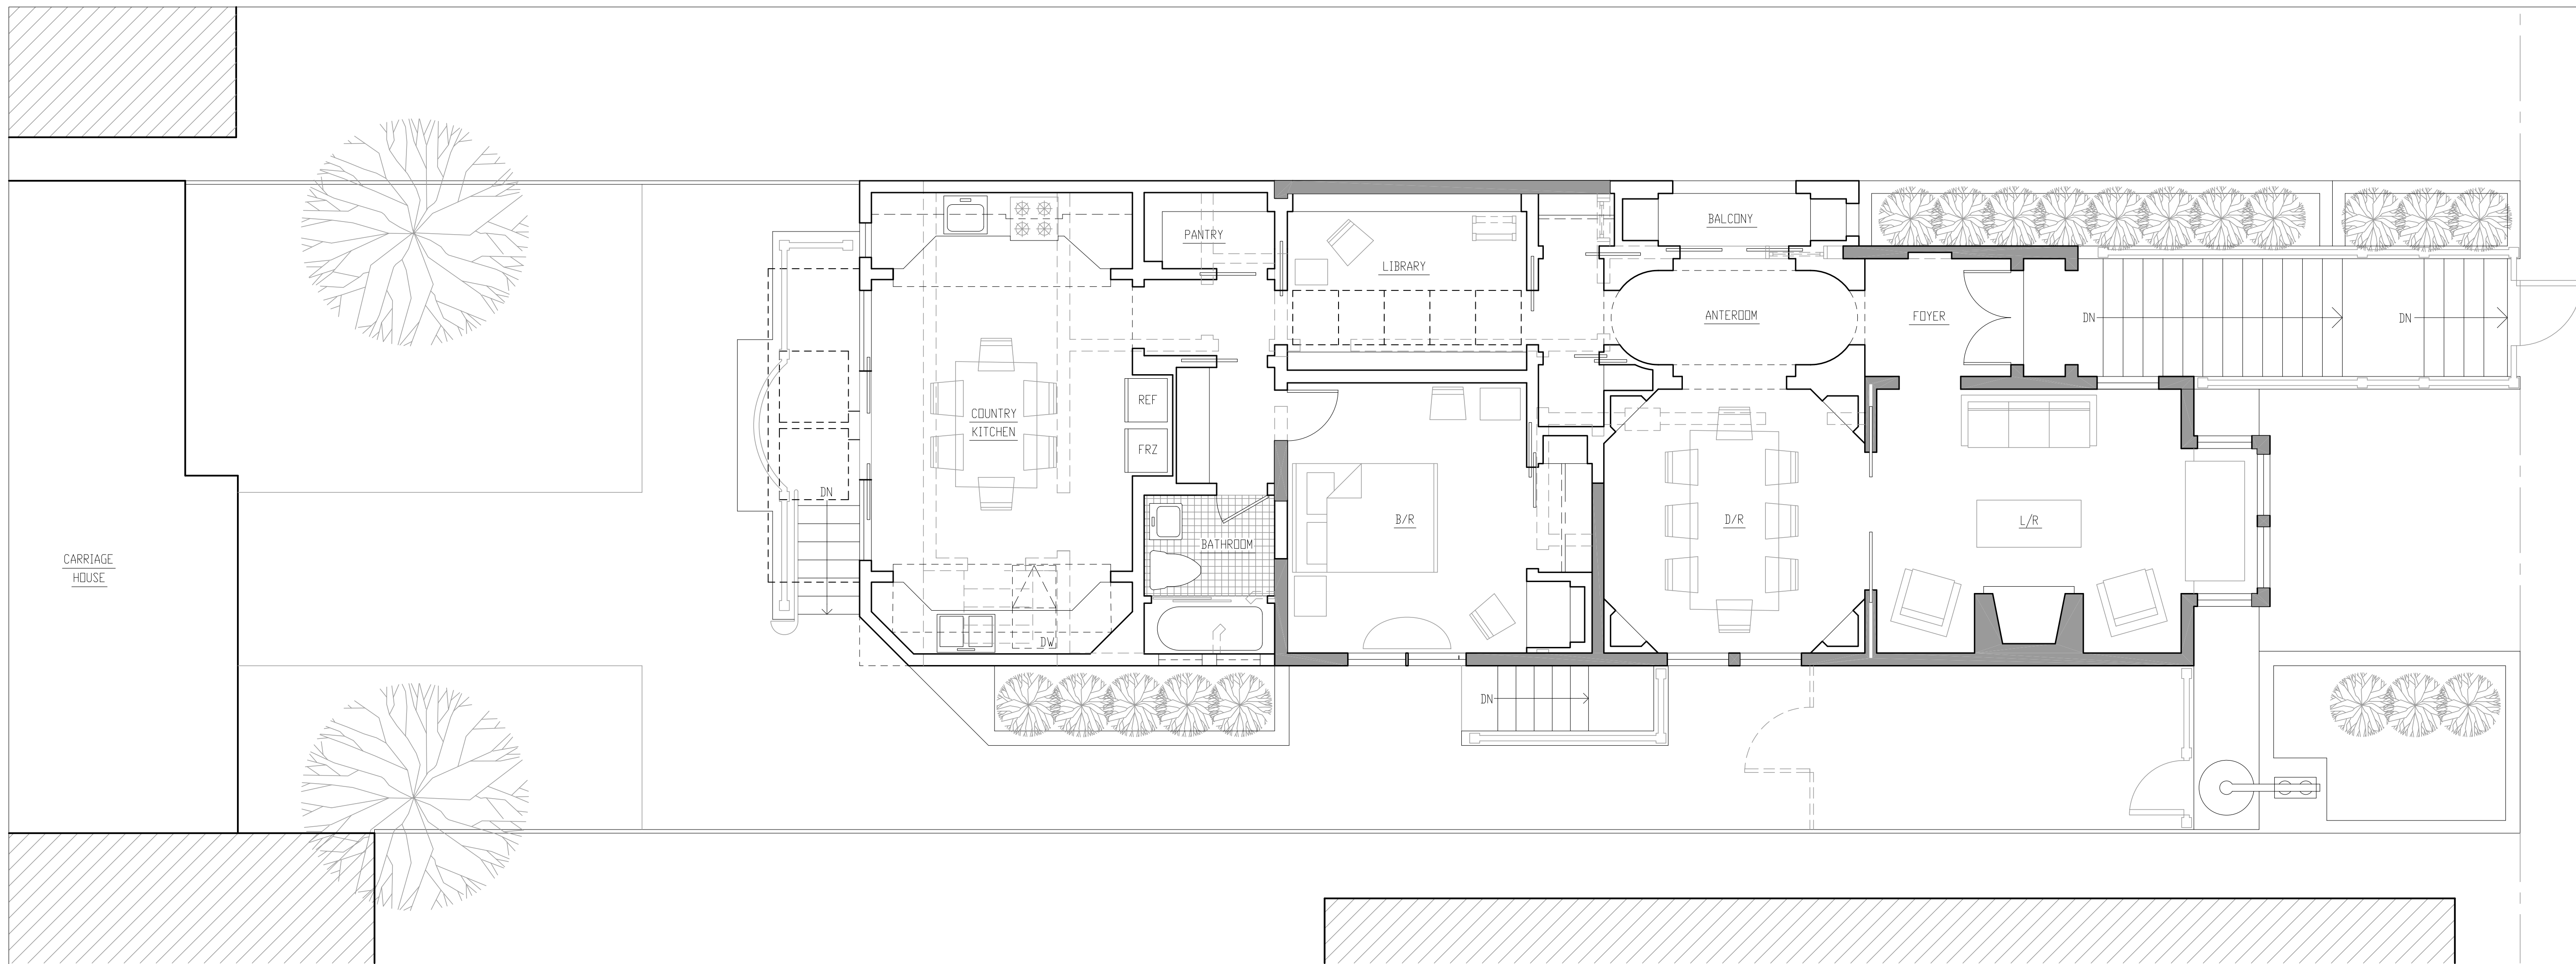 BALCONY
PANTRY
LIBRARY
ANTEROOM
FOYER
DN
DN
REF
COUNTRY
KITCHEN
FRZ
DN
B/R
D/R
L/R
BATHROOM
CARRIAGE
HOUSE
DW
DN